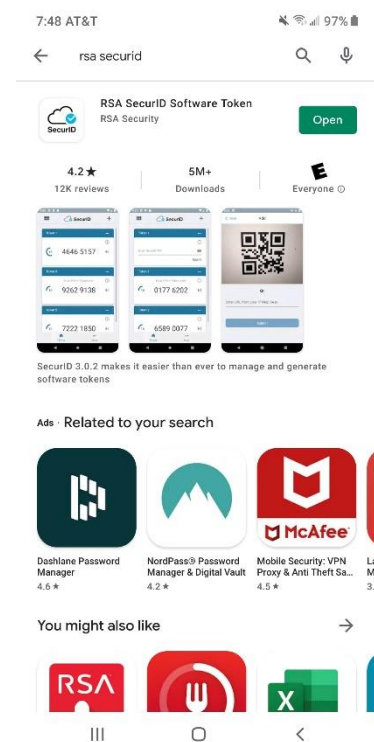 7:48 AT&T 97%
rsa securid
RSA SecurID Software Token
RSA Security
SecurID
Open
4.2★ 5M+ E
12K reviews Downloads Everyone
SecurID SecurID
4646 5157
9262 9138 0177 6202
7222 1850 6589 0077
SecurID 3.0.2 makes it easier than ever to manage and generate
software tokens
Ads · Related to your search
McAfee
Dashlane Password NordPass® Password Mobile Security: VPN
Manager Manager & Digital Vault Proxy & Anti Theft Sa...
4.6 ★ 4.2 ★ 4.5 ★
You might also like
RSA X